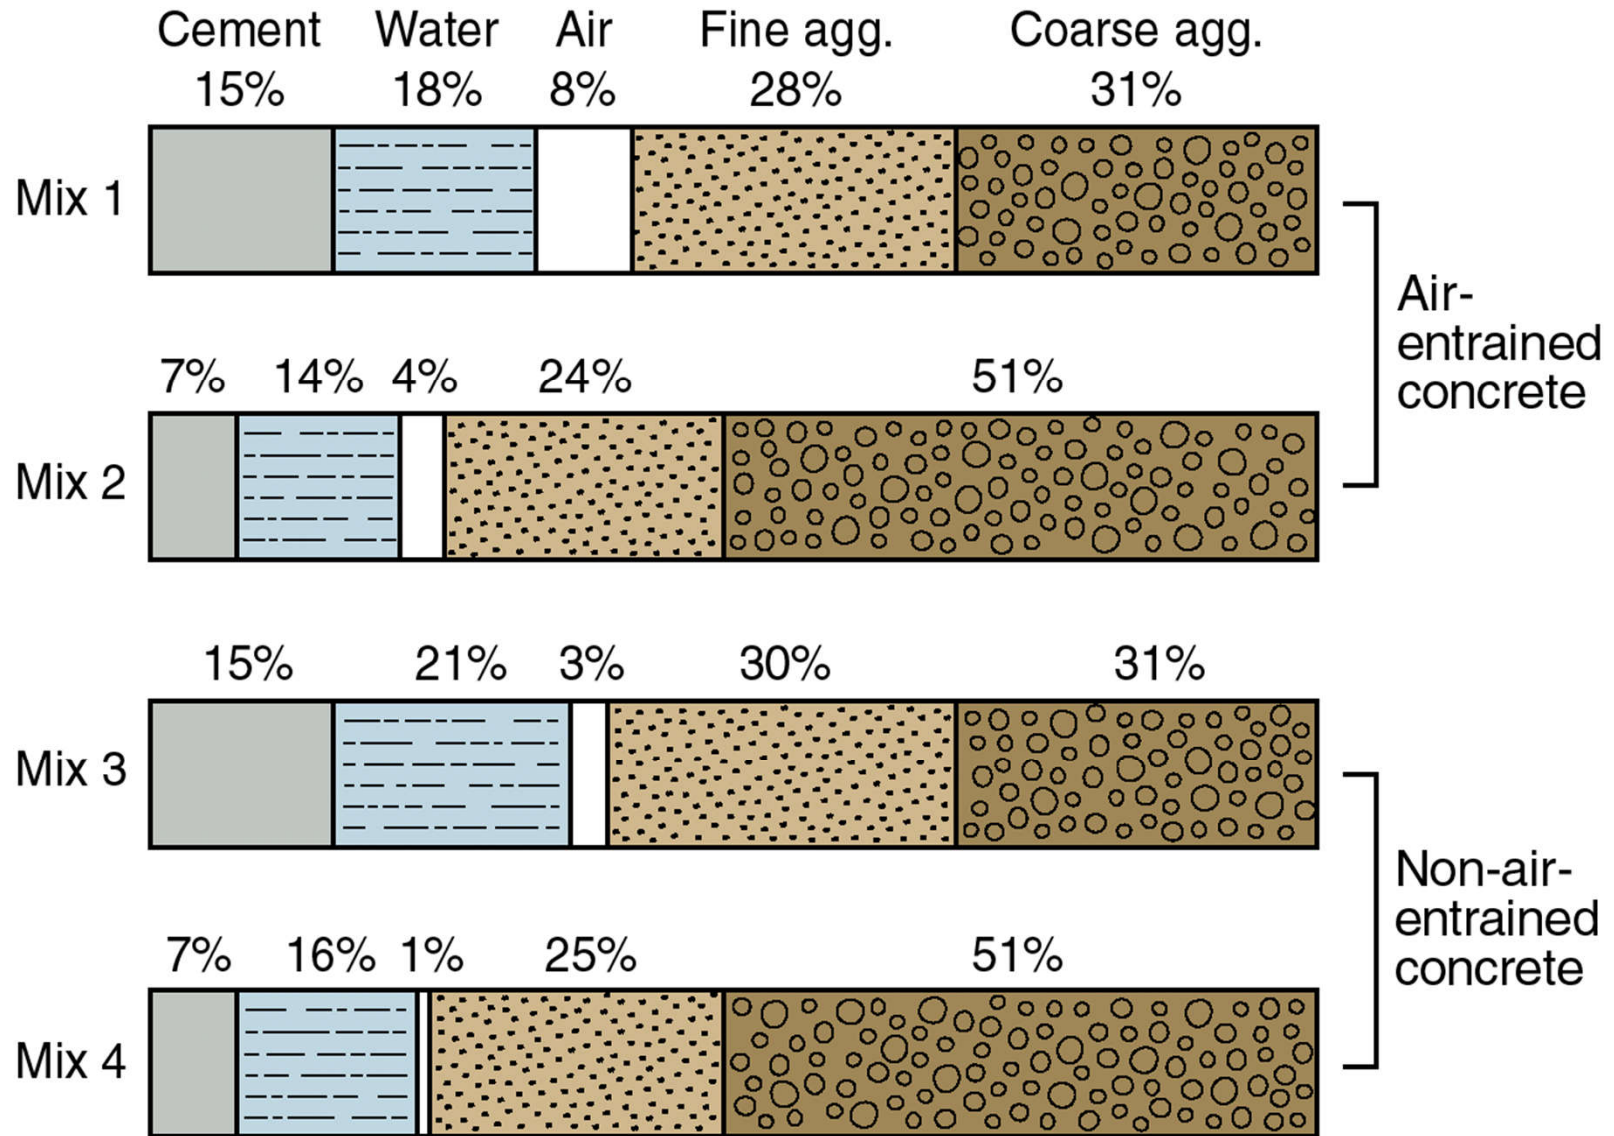 Cement Water Air Fine agg. Coarse agg.
15% 18% 8% 28% 31%
Mix 1
Air-
entrained
concrete
7% 14% 4% 24% 51%
Mix 2
15% 21% 3% 30% 31%
Mix 3
Non-air-
entrained
concrete
7% 16% 1% 25% 51%
Mix 4